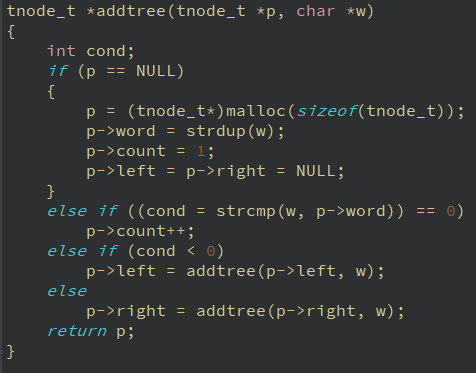 tnode_t *addtree(tnode_t *p, char *w)
{
    int cond;
    if (p == NULL)
    {
        p = (tnode_t*)malloc(sizeof(tnode_t));
        p->word = strdup(w);
        p->count = 1;
        p->left = p->right = NULL;
    }
    else if ((cond = strcmp(w, p->word)) == 0)
        p->count++;
    else if (cond < 0)
        p->left = addtree(p->left, w);
    else
        p->right = addtree(p->right, w);
    return p;
}